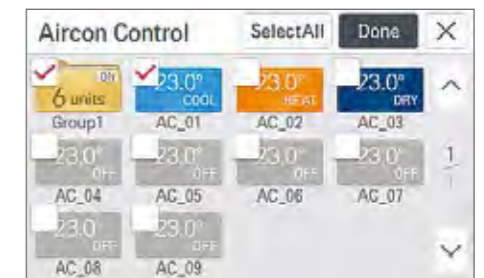 Aircon Control SelectAll Done
ON 23.0° 23.0° 23.0°
6 units COOL HEAT DRY
Group1 AC_01 AC_02 AC_03
23.0° 23.0° 23.0° 23.0°
OFF OFF OFF OFF
AC_04 AC_05 AC_06 AC_07
1
1
23.0° 23.0°
OFF OFF
AC_08 AC_09